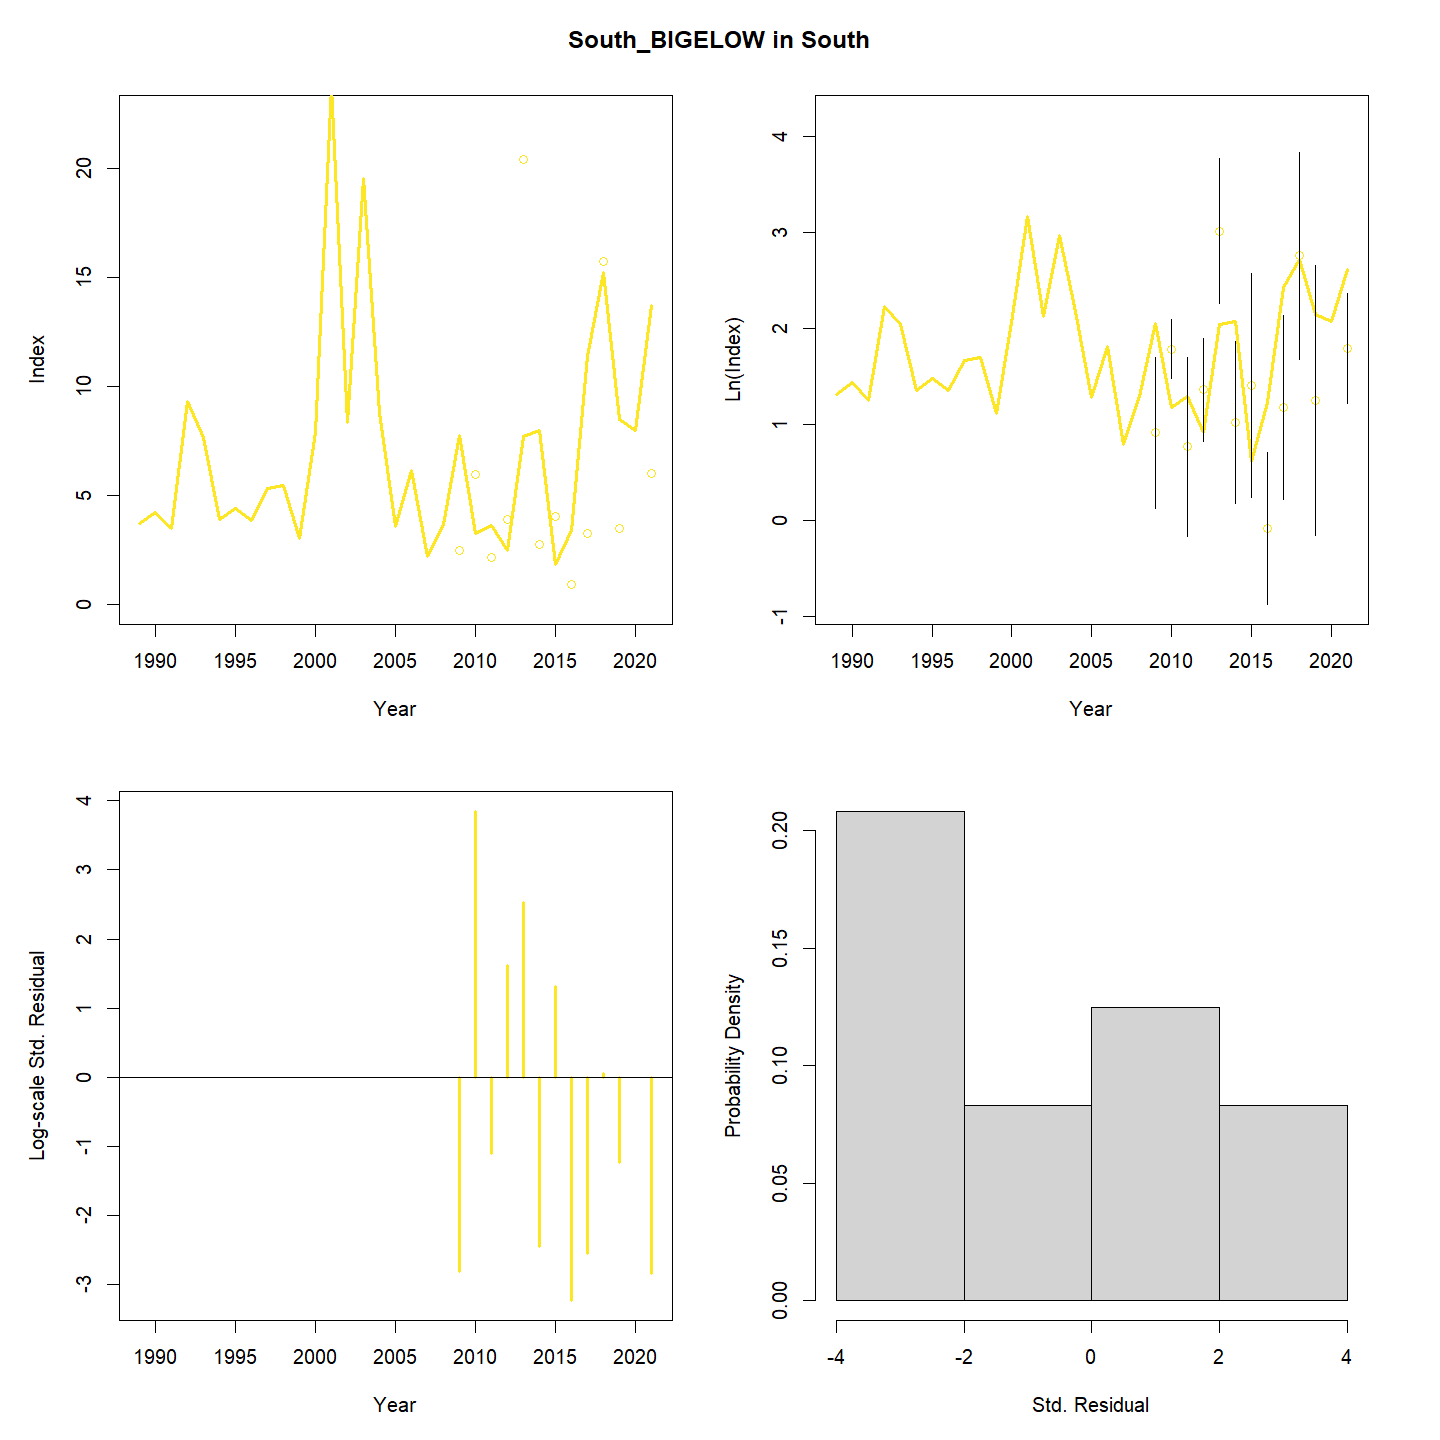 South_BIGELOW in South
Index
0 5 10 15 20
1990 1995 2000 2005 2010 2015 2020
Year
Ln(Index)
-1 0 1 2 3 4
1990 1995 2000 2005 2010 2015 2020
Year
Log-scale Std. Residual
-3 -2 -1 0 1 2 3 4
1990 1995 2000 2005 2010 2015 2020
Year
Probability Density
0.00 0.05 0.10 0.15 0.20
-4 -2 0 2 4
Std. Residual